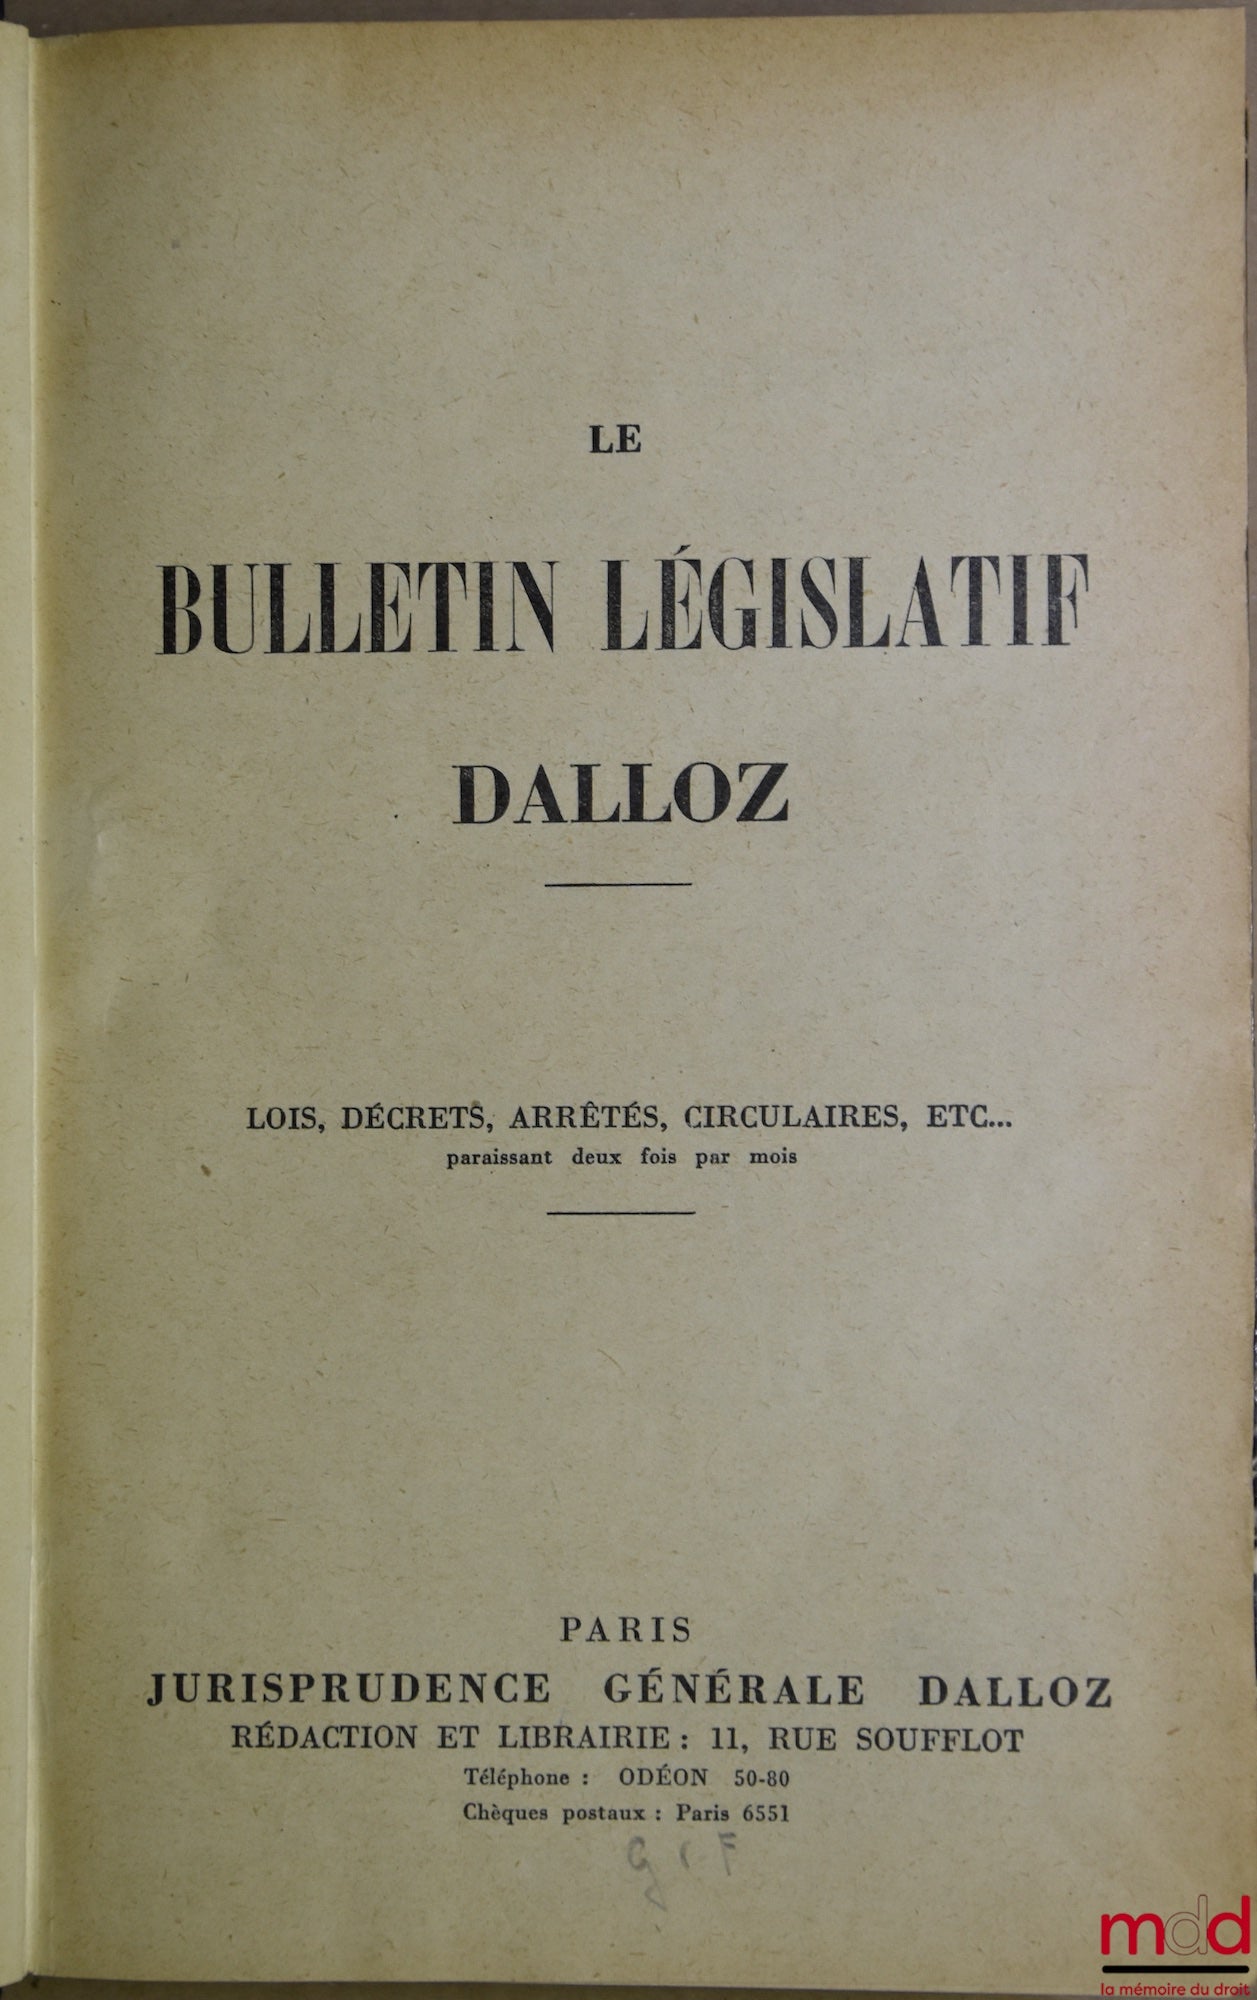 LE
BULLETIN LÉGISLATIF
DALLOZ
LOIS, DÉCRETS, ARRÊTÉS, CIRCULAIRES, ETC...
paraissant deux fois par mois
PARIS
JURISPRUDENCE GÉNÉRALE DALLOZ
RÉDACTION ET LIBRAIRIE : 11, RUE SOUFFLOT
Téléphone : ODÉON 50-80
Chèques postaux : Paris 6551
mdd
la mémoire du droit